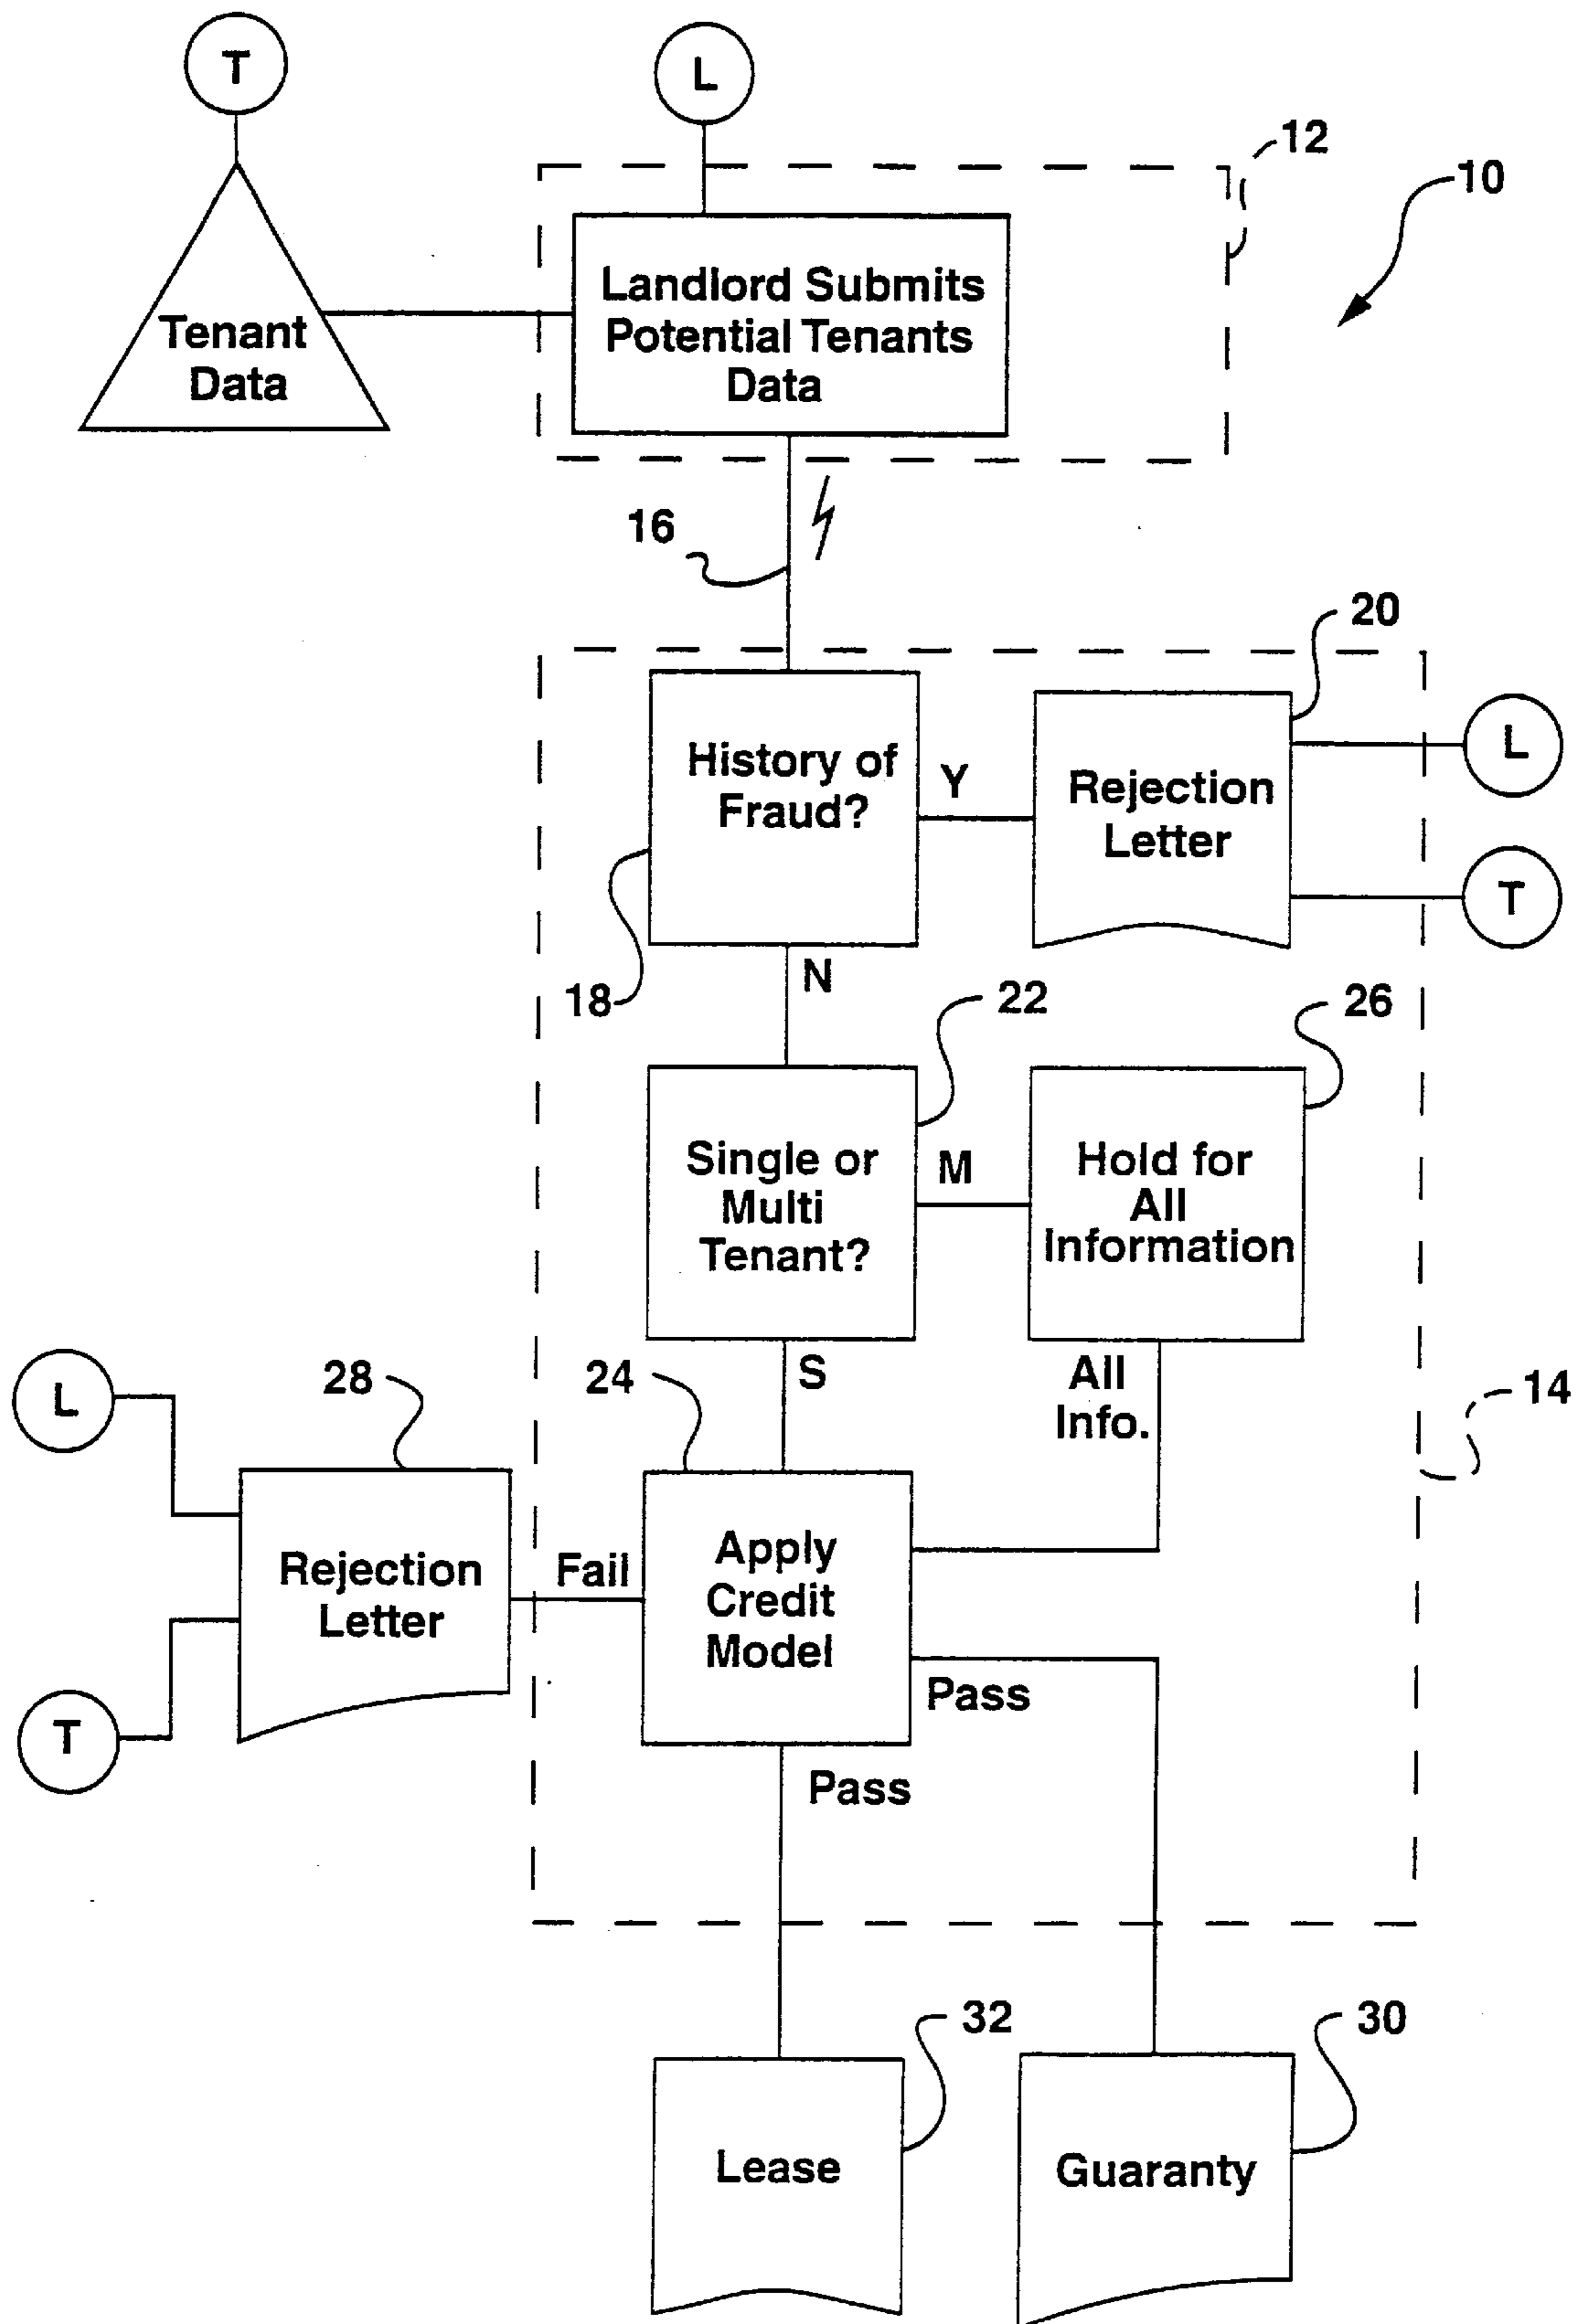 T
L
12
10
Landlord Submits
Potential Tenants
Data
Tenant
Data
16
20
History of
Fraud?
Y
Rejection
Letter
L
T
18
N
22
26
Single or
Multi
Tenant?
M
Hold for
All
Information
L
28
24
S
All
Info.
14
Rejection
Letter
Fail
Apply
Credit
Model
Pass
T
Pass
32
30
Lease
Guaranty